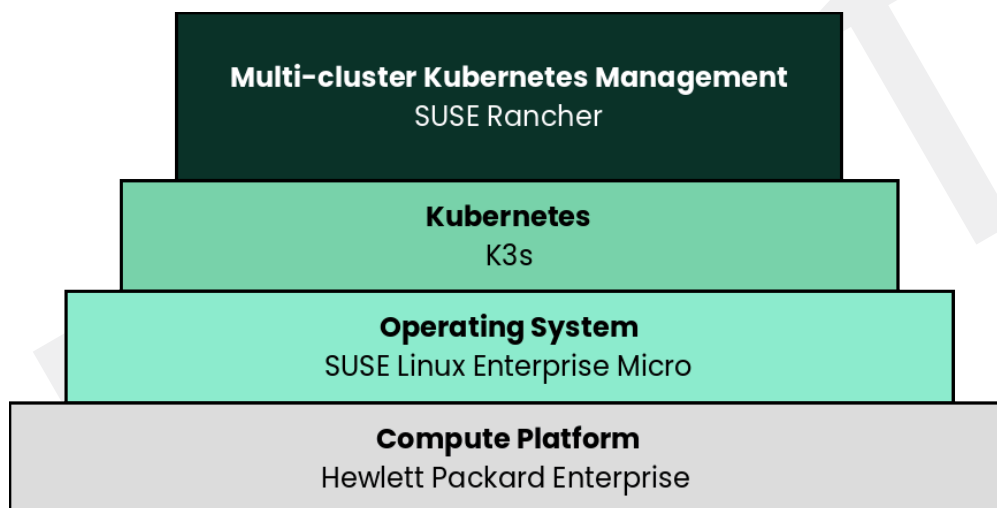 Multi-cluster Kubernetes Management
SUSE Rancher
Kubernetes
K3s
Operating System
SUSE Linux Enterprise Micro
Compute Platform
Hewlett Packard Enterprise